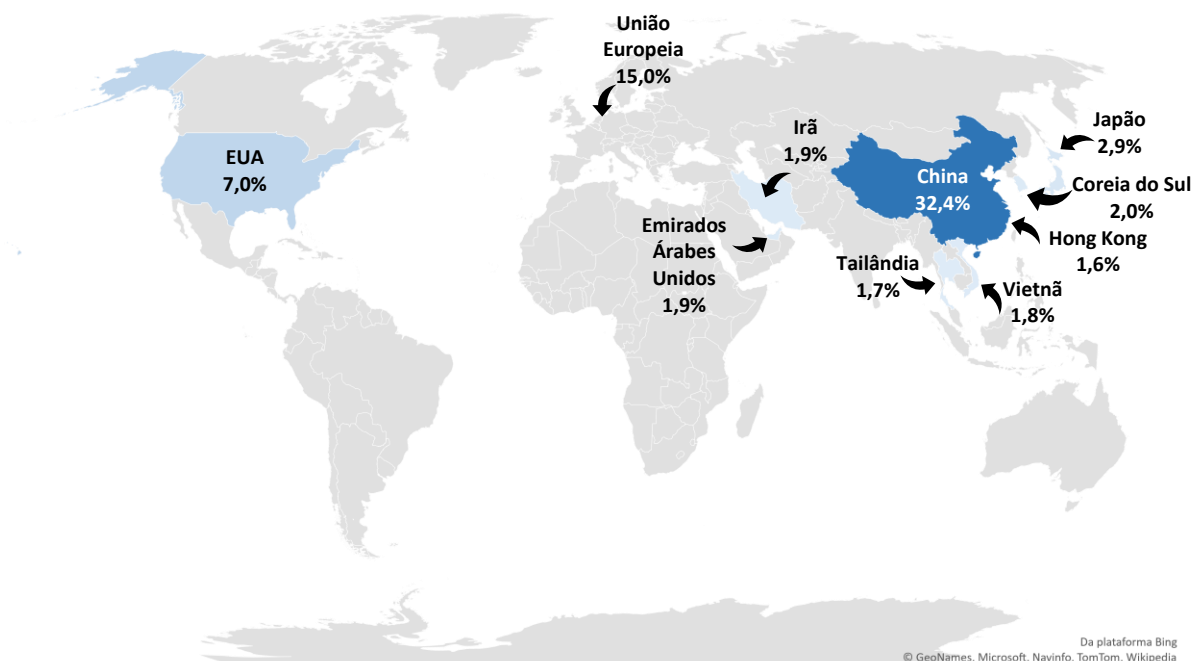 União
Europeia
15,0%
Irã
1,9%
Japão
2,9%
EUA
7,0%
China
32,4%
Coreia do Sul
2,0%
Emirados
Árabes
Unidos
1,9%
Hong Kong
1,6%
Tailândia
1,7%
Vietnã
1,8%
Da plataforma Bing
© GeoNames, Microsoft, Navinfo, TomTom, Wikipedia